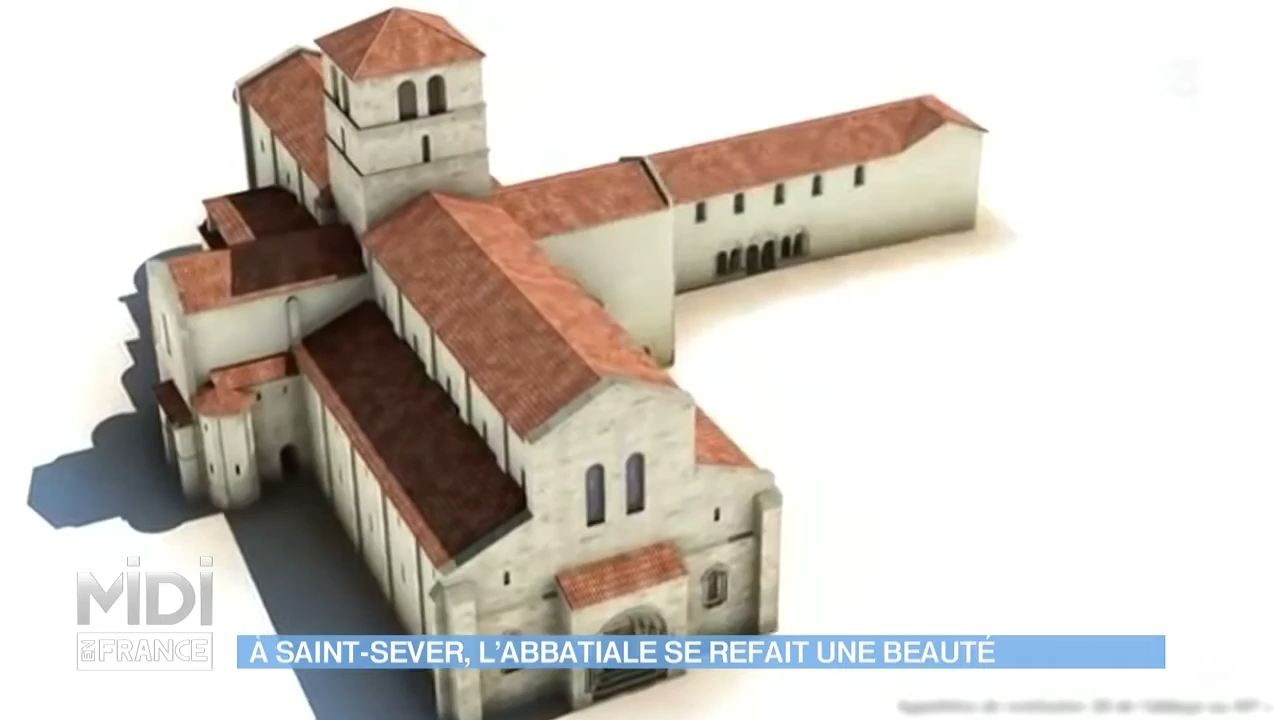 MiDi
EN FRANCE
À SAINT-SEVER, L'ABBATIALE SE REFAIT UNE BEAUTÉ